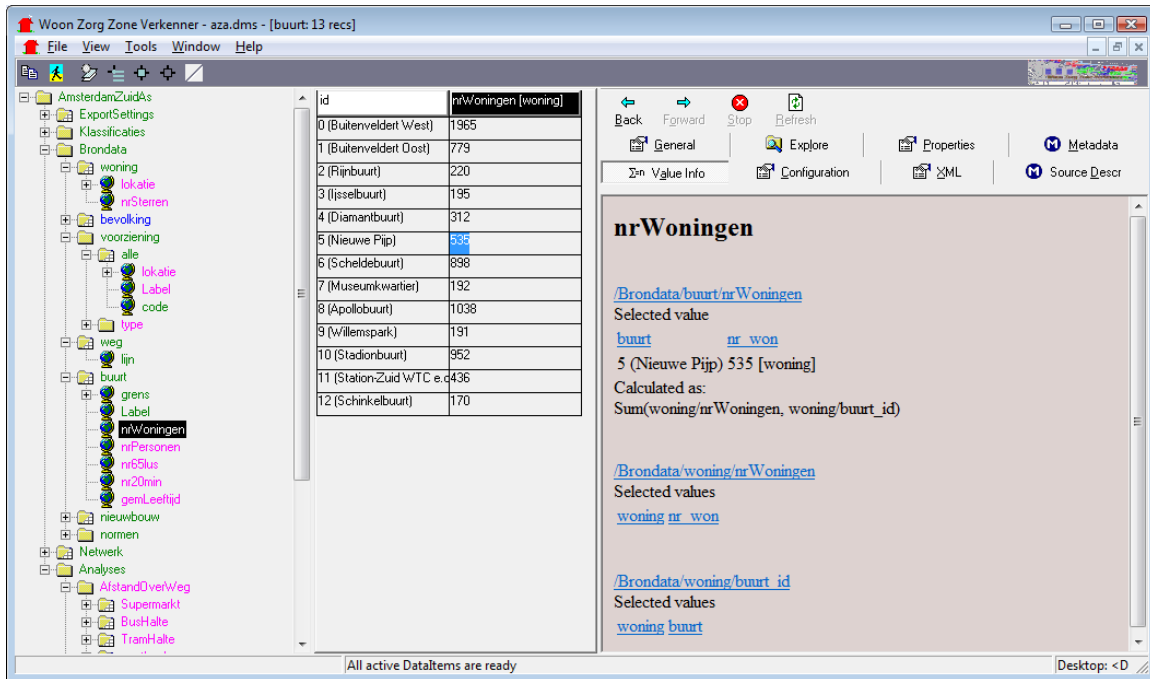 Woon Zorg Zone Verkenner - aza.dms - [buurt: 13 recs]
File View Tools Window Help
AmsterdamZuidAs
ExportSettings
Klassificaties
Brondata
woning
lokatie
nrSterren
bevolking
voorziening
alle
lokatie
Label
code
type
weg
lijn
buurt
grens
Label
nrWoningen
nrPersonen
nr65lus
nr20min
gemLeeftijd
nieuwbouw
normen
Netwerk
Analyses
AfstandOverWeg
Supermarkt
BusHalte
TramHalte
id nrWoningen [woning]
0 (Buitenveldert West) 1965
1 (Buitenveldert Oost) 779
2 (Rijnbuurt) 220
3 (Ijsselbuurt) 195
4 (Diamantbuurt) 312
5 (Nieuwe Pijp) 535
6 (Scheldebuurt) 898
7 (Museumkwartier) 192
8 (Apollobuurt) 1038
9 (Willemspark) 191
10 (Stadionbuurt) 952
11 (Station-Zuid WTC e.o 436
12 (Schinkelbuurt) 170
Back Forward Stop Refresh
General Explore Properties Metadata
Σ=n Value Info Configuration XML Source Descr
nrWoningen
/Brondata/buurt/nrWoningen
Selected value
buurt nr_won
5 (Nieuwe Pijp) 535 [woning]
Calculated as:
Sum(woning/nrWoningen, woning/buurt_id)
/Brondata/woning/nrWoningen
Selected values
woning nr_won
/Brondata/woning/buurt_id
Selected values
woning buurt
All active DataItems are ready
Desktop: <D